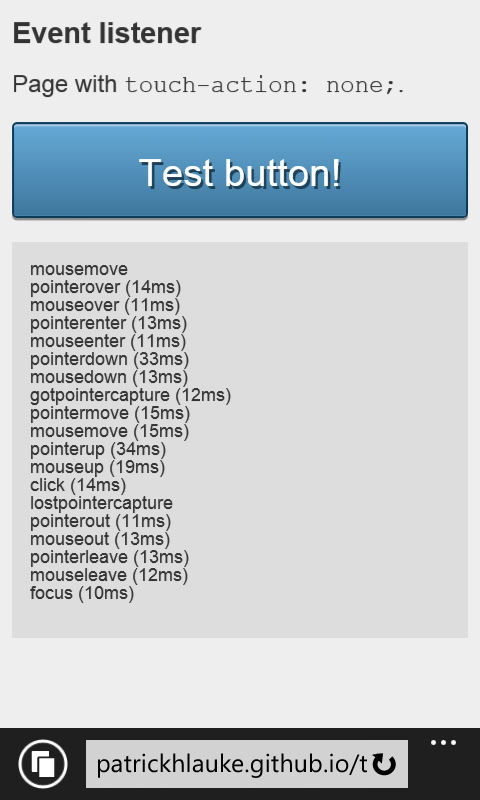 Event listener
Page with touch-action: none;.
Test button!
mousemove
pointerover (14ms)
mouseover (11ms)
pointerenter (13ms)
mouseenter (11ms)
pointerdown (33ms)
mousedown (13ms)
gotpointercapture (12ms)
pointermove (15ms)
mousemove (15ms)
pointerup (34ms)
mouseup (19ms)
click (14ms)
lostpointercapture
pointerout (11ms)
mouseout (13ms)
pointerleave (13ms)
mouseleave (12ms)
focus (10ms)
patrickhlauke.github.io/t